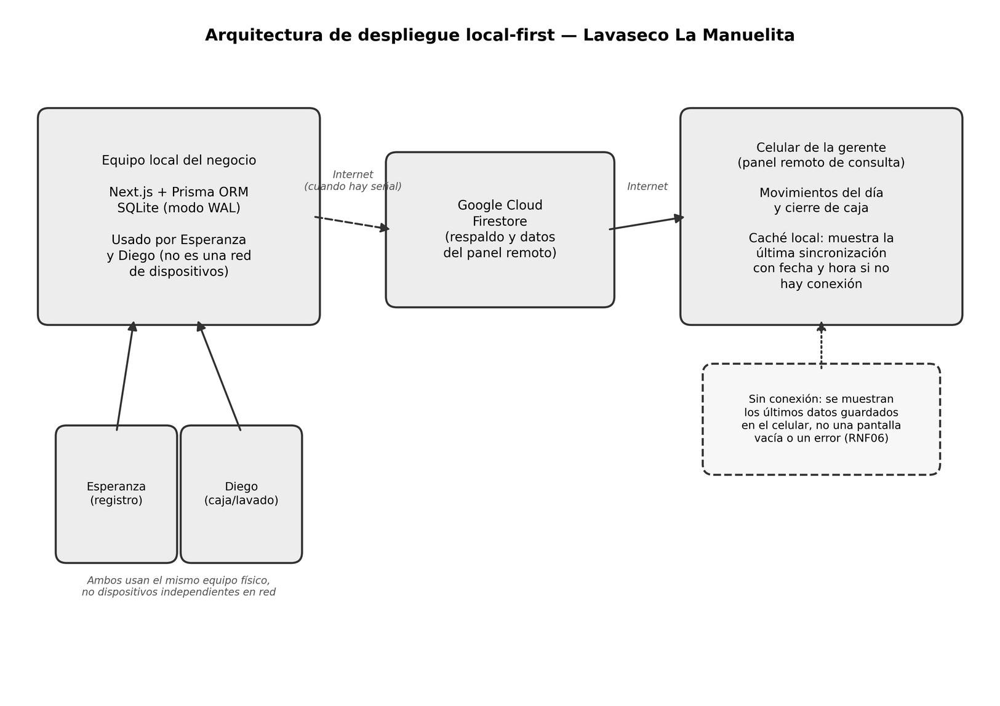 Arquitectura de despliegue local-first — Lavaseco La Manuelita
Equipo local del negocio
Next.js + Prisma ORM
SQLite (modo WAL)
Usado por Esperanza
y Diego (no es una red
de dispositivos)
Internet
(cuando hay señal)
Google Cloud
Firestore
(respaldo y datos
del panel remoto)
Internet
Celular de la gerente
(panel remoto de consulta)
Movimientos del día
y cierre de caja
Caché local: muestra la
última sincronización
con fecha y hora si no
hay conexión
Sin conexión: se muestran
los últimos datos guardados
en el celular, no una pantalla
vacía o un error (RNF06)
Esperanza
(registro)
Diego
(caja/lavado)
Ambos usan el mismo equipo físico,
no dispositivos independientes en red